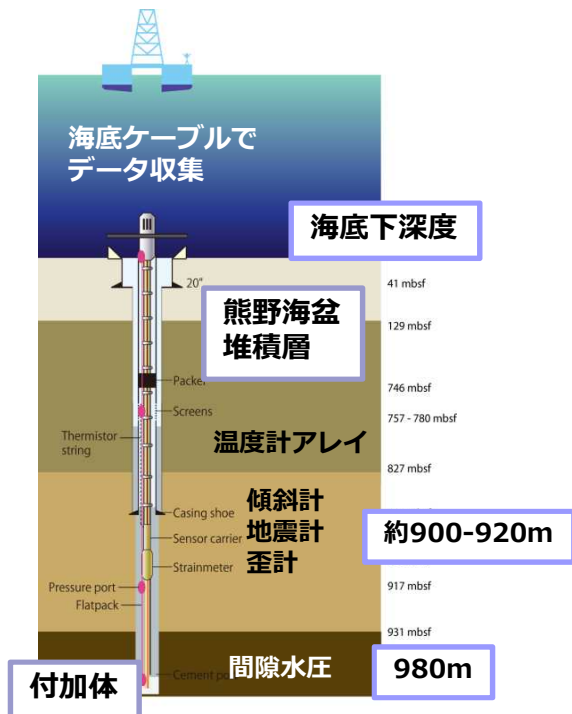 海底ケーブルで
データ収集
海底下深度
20"
41 mbsf
熊野海盆
堆積層
129 mbsf
Packer
746 mbsf
Screens
757 - 780 mbsf
Thermistor
string
温度計アレイ
827 mbsf
傾斜計
Casing shoe
地震計
約900-920m
Sensor carrier
歪計
Strainmeter
Pressure port
917 mbsf
Flatpack
931 mbsf
間隙水圧
980m
Cement
付加体